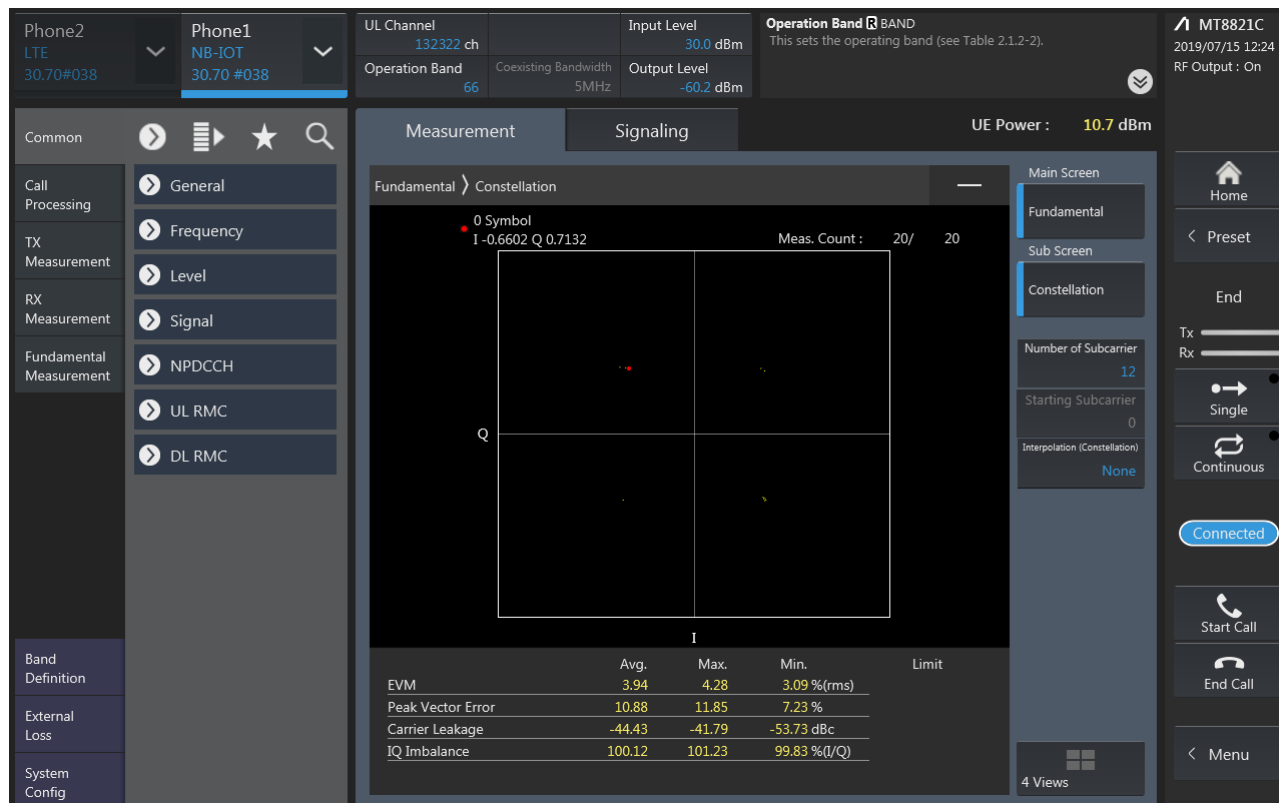 Phone2
LTE
30.70#038
Phone1
NB-IOT
30.70 #038
UL Channel
132322 ch
Operation Band
66
Coexisting Bandwidth
5MHz
Input Level
30.0 dBm
Output Level
-60.2 dBm
Operation Band R BAND
This sets the operating band (see Table 2.1.2-2).
MT8821C
2019/07/15 12:24
RF Output : On
Common
Call
Processing
TX
Measurement
RX
Measurement
Fundamental
Measurement
Band
Definition
External
Loss
System
Config
General
Frequency
Level
Signal
NPDCCH
UL RMC
DL RMC
Measurement
Signaling
UE Power : 10.7 dBm
Fundamental 〉 Constellation
0 Symbol
I -0.6602 Q 0.7132
Meas. Count : 20/ 20
Q
I
Avg. Max. Min. Limit
EVM 3.94 4.28 3.09 %(rms)
Peak Vector Error 10.88 11.85 7.23 %
Carrier Leakage -44.43 -41.79 -53.73 dBc
IQ Imbalance 100.12 101.23 99.83 %(I/Q)
Main Screen
Fundamental
Sub Screen
Constellation
Number of Subcarrier
12
Starting Subcarrier
0
Interpolation (Constellation)
None
4 Views
Home
< Preset
End
Tx
Rx
Single
Continuous
Connected
Start Call
End Call
< Menu